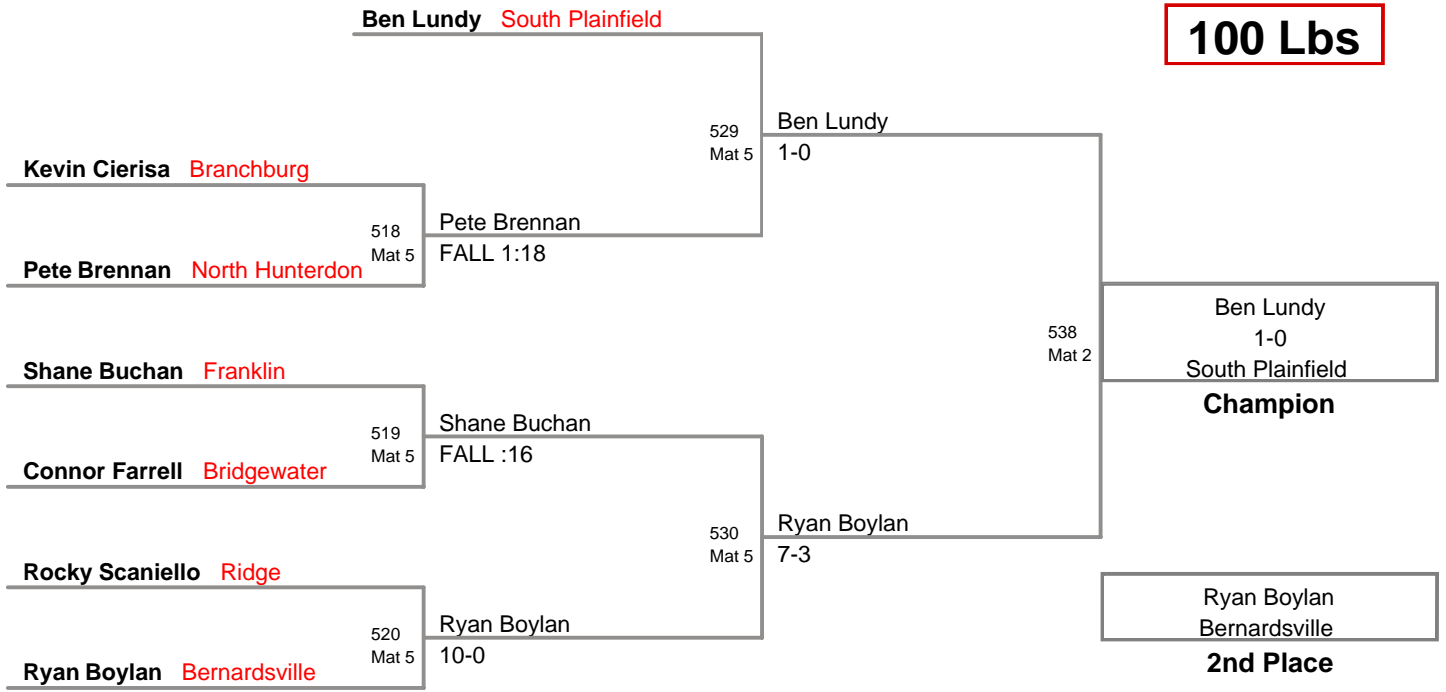 Ben Lundy South Plainfield
100 Lbs
529
Mat 5
Ben Lundy
1-0
Kevin Cierisa Branchburg
518
Mat 5
Pete Brennan
FALL 1:18
Pete Brennan North Hunterdon
538
Mat 2
Ben Lundy
1-0
South Plainfield
Champion
Shane Buchan Franklin
519
Mat 5
Shane Buchan
FALL :16
Connor Farrell Bridgewater
530
Mat 5
Ryan Boylan
7-3
Rocky Scaniello Ridge
520
Mat 5
Ryan Boylan
10-0
Ryan Boylan Bernardsville
Ryan Boylan
Bernardsville
2nd Place